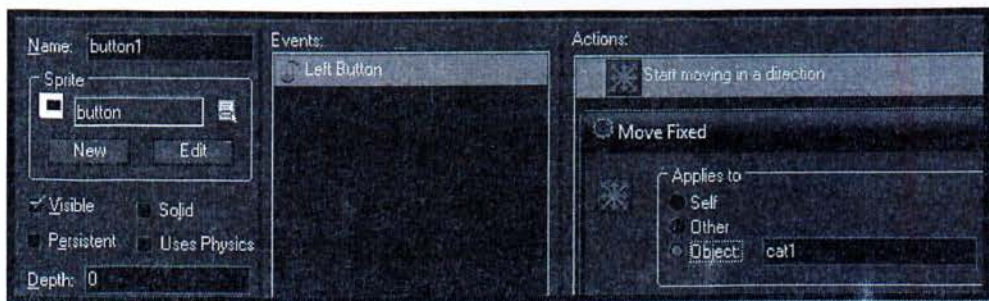 Name: button1
Sprite
button
New Edit
Visible Solid
Persistent Uses Physics
Depth: 0
Events:
Left Button
Actions:
Start moving in a direction
Move Fixed
Applies to
Self
Other
Object: cat1